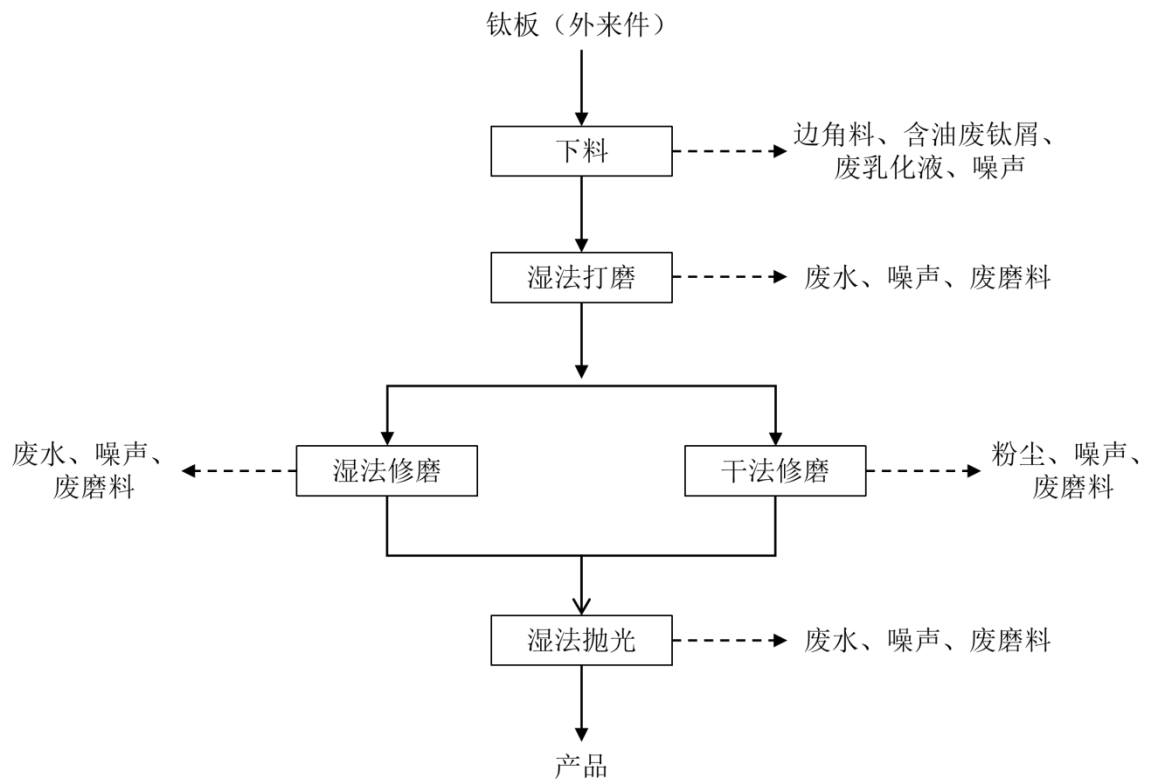 钛板（外来件）
下料
边角料、含油废钛屑、
废乳化液、噪声
湿法打磨
废水、噪声、废磨料
废水、噪声、
废磨料
湿法修磨
干法修磨
粉尘、噪声、
废磨料
湿法抛光
废水、噪声、废磨料
产品